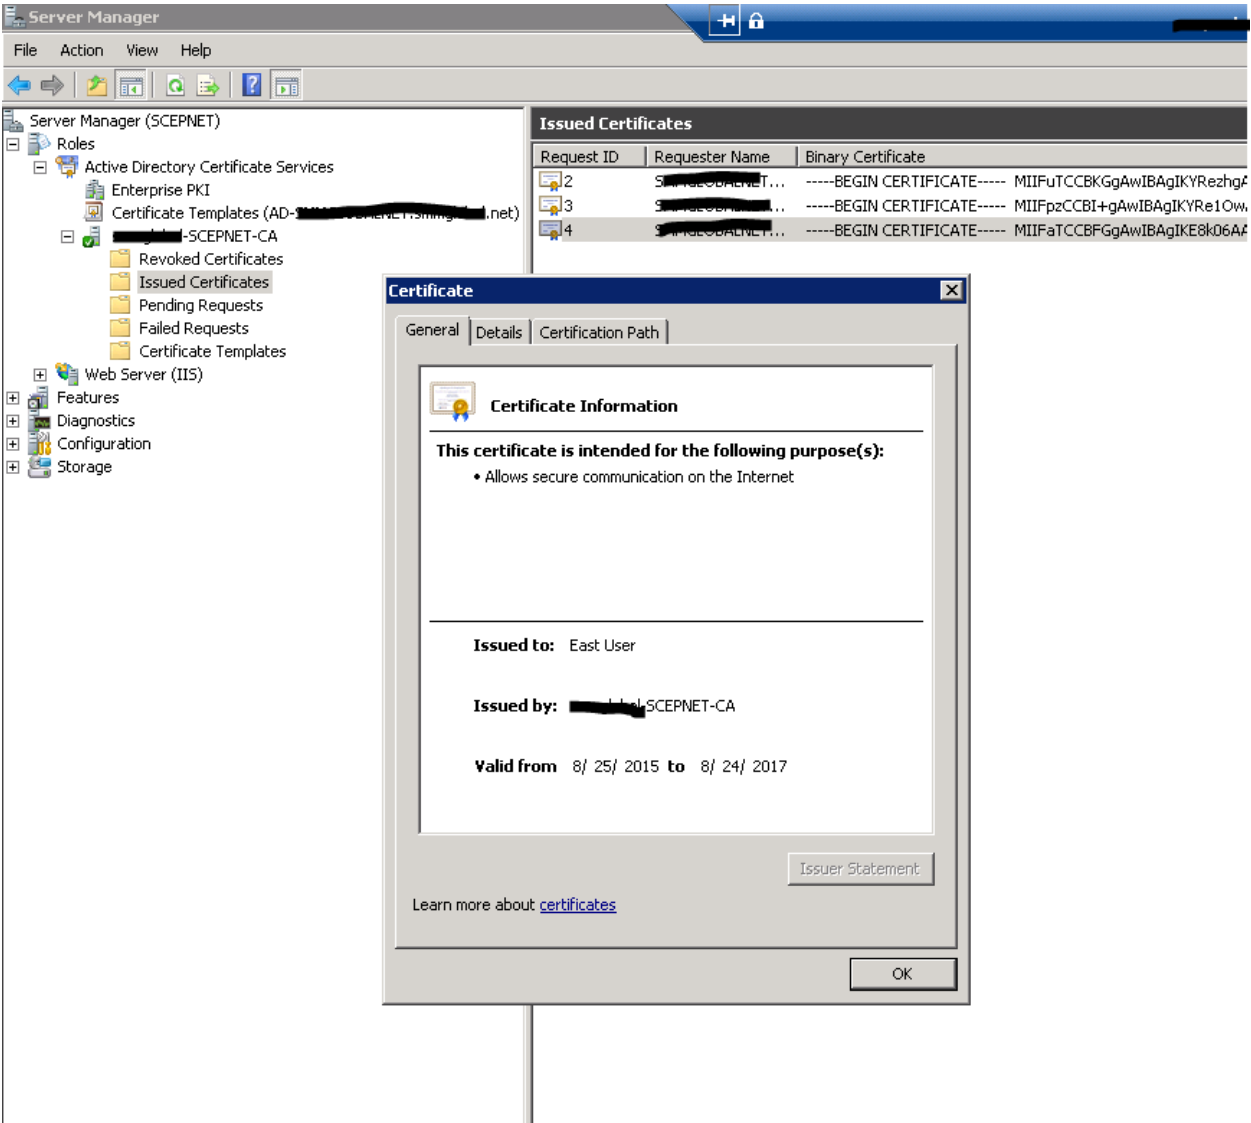 Server Manager
File Action View Help
Server Manager (SCEPNET)
Roles
Active Directory Certificate Services
Enterprise PKI
Certificate Templates (AD- .net)
-SCEPNET-CA
Revoked Certificates
Issued Certificates
Pending Requests
Failed Requests
Certificate Templates
Web Server (IIS)
Features
Diagnostics
Configuration
Storage
Issued Certificates
Request ID Requester Name Binary Certificate
2 -----BEGIN CERTIFICATE----- MIIFuTCCBKGgAwIBAgIKYRezhgA
3 -----BEGIN CERTIFICATE----- MIIFpzCCBI+gAwIBAgIKYRe1Ow
4 -----BEGIN CERTIFICATE----- MIIFaTCCBFGgAwIBAgIKE8k06AA
Certificate
General Details Certification Path
Certificate Information
This certificate is intended for the following purpose(s):
• Allows secure communication on the Internet
Issued to: East User
Issued by: SCEPNET-CA
Valid from 8/ 25/ 2015 to 8/ 24/ 2017
Issuer Statement
Learn more about certificates
OK